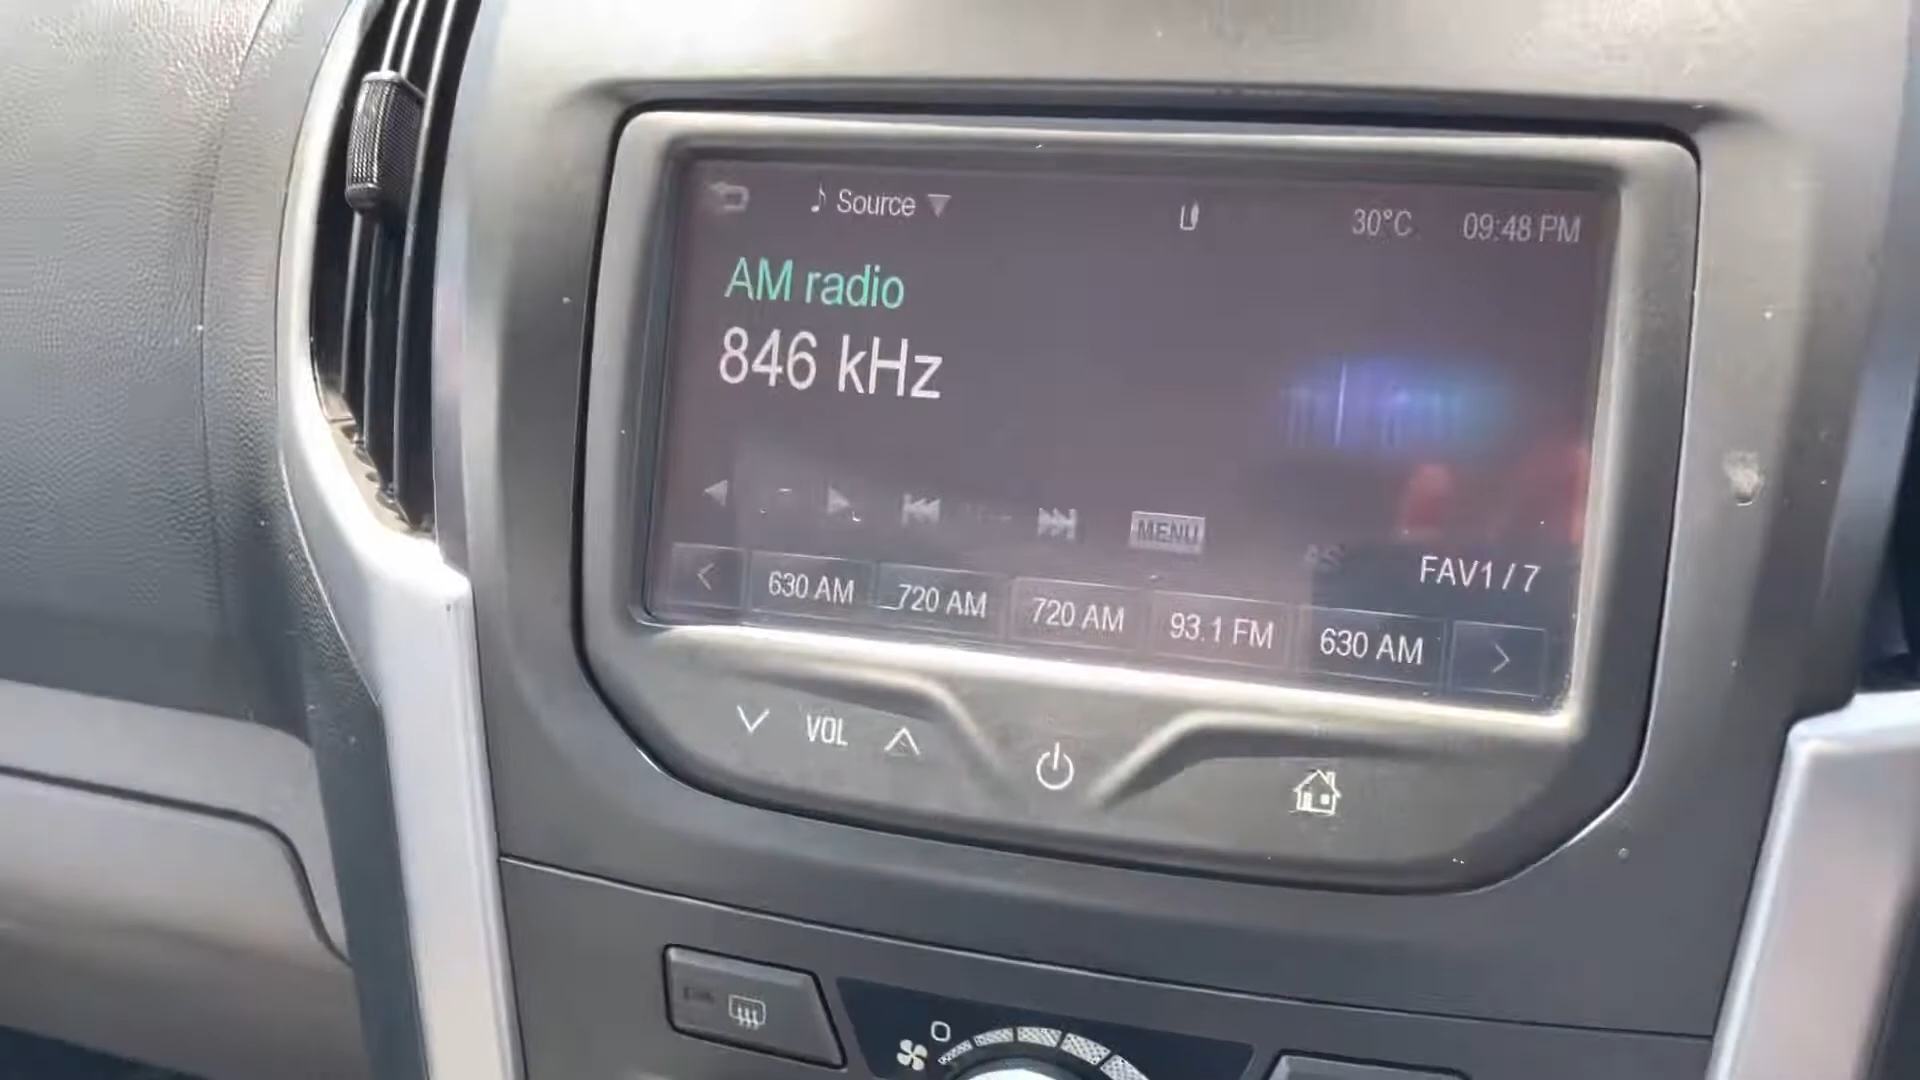 Source 30°C 09:48 PM
AM radio
846 kHz
MENU
AS FAV1 / 7
630 AM 720 AM 720 AM 93.1 FM 630 AM
VOL